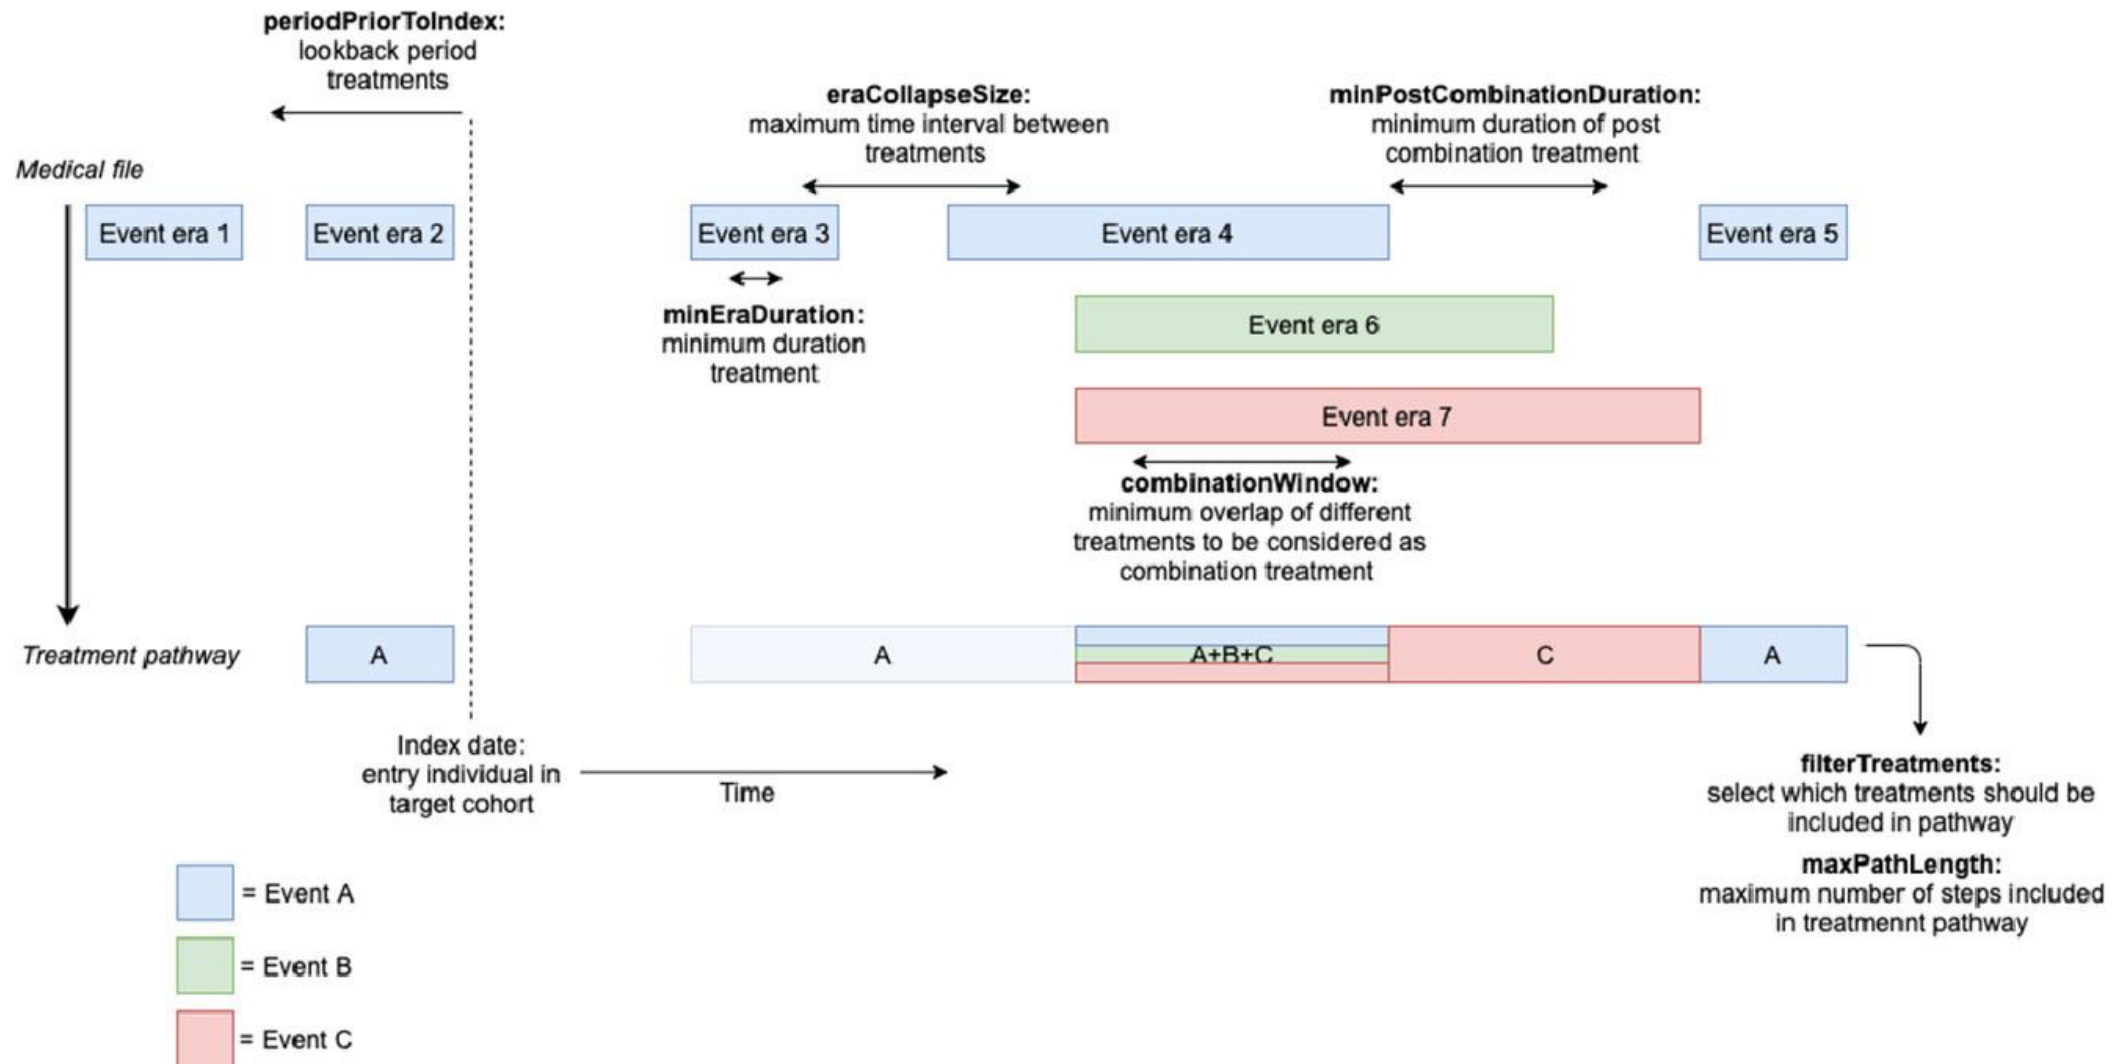 periodPriorToIndex:
lookback period
treatments
eraCollapseSize:
maximum time interval between
treatments
minPostCombinationDuration:
minimum duration of post
combination treatment
Medical file
Event era 1
Event era 2
Event era 3
Event era 4
Event era 5
minEraDuration:
minimum duration
treatment
Event era 6
Event era 7
combinationWindow:
minimum overlap of different
treatments to be considered as
combination treatment
Treatment pathway
A
A
A+B+C
C
A
Index date:
entry individual in
target cohort
Time
filterTreatments:
select which treatments should be
included in pathway
maxPathLength:
maximum number of steps included
in treatmennt pathway
= Event A
= Event B
= Event C